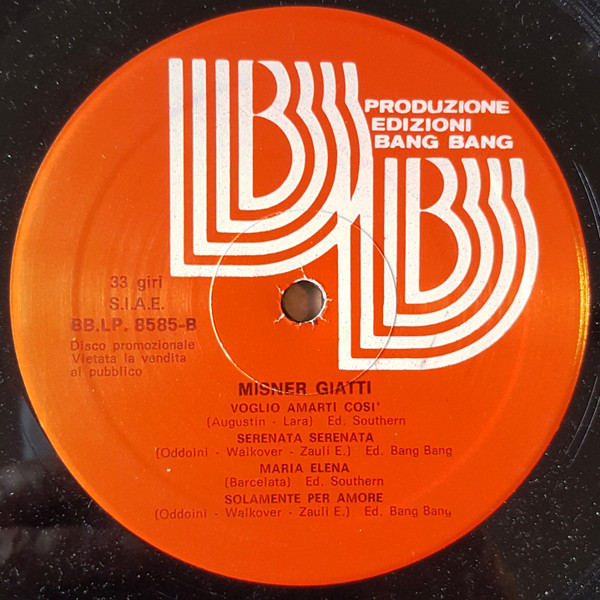 PRODUZIONE
EDIZIONI
BANG BANG
33 giri
S.I.A.E.
BB.LP. 8585-B
Disco promozionale
Vietata la vendita
al pubblico
MISNER GIATTI
VOGLIO AMARTI COSI'
(Augustin - Lara) Ed. Southern
SERENATA SERENATA
(Oddoini - Walkover - Zauli E.) Ed. Bang Bang
MARIA ELENA
(Barcelata) Ed. Southern
SOLAMENTE PER AMORE
(Oddoini - Walkover - Zauli E.) Ed. Bang Bang